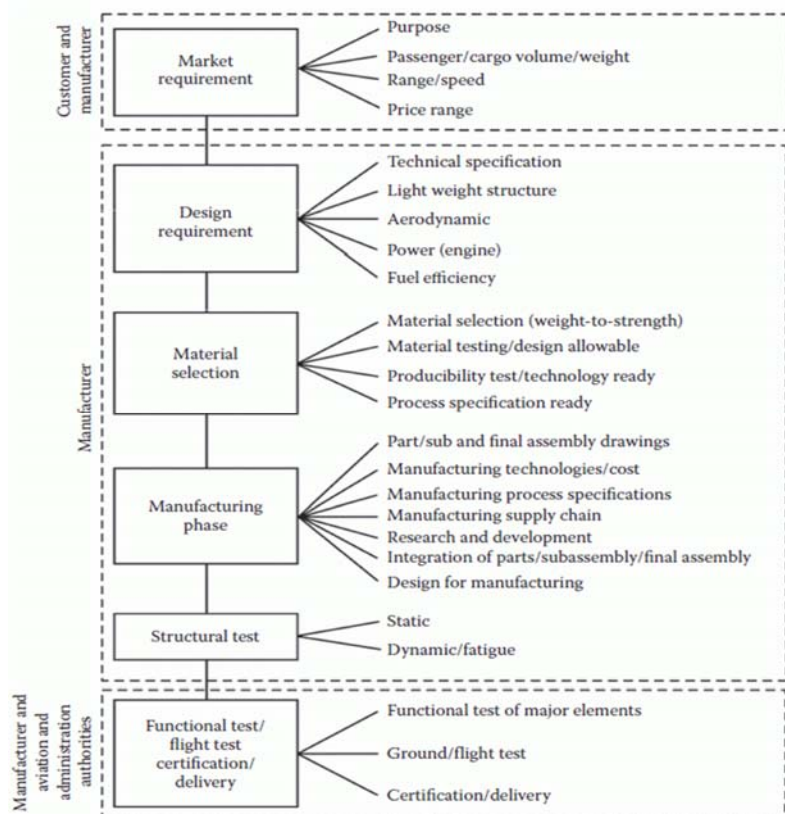 Customer and
manufacturer
Market
requirement
Purpose
Passenger/cargo volume/weight
Range/speed
Price range
Manufacturer
Design
requirement
Technical specification
Light weight structure
Aerodynamic
Power (engine)
Fuel efficiency
Material
selection
Material selection (weight-to-strength)
Material testing/design allowable
Producibility test/technology ready
Process specification ready
Manufacturing
phase
Part/sub and final assembly drawings
Manufacturing technologies/cost
Manufacturing process specifications
Manufacturing supply chain
Research and development
Integration of parts/subassembly/final assembly
Design for manufacturing
Structural test
Static
Dynamic/fatigue
Manufacturer and
aviation and
administration
authorities
Functional test/
flight test
certification/
delivery
Functional test of major elements
Ground/flight test
Certification/delivery